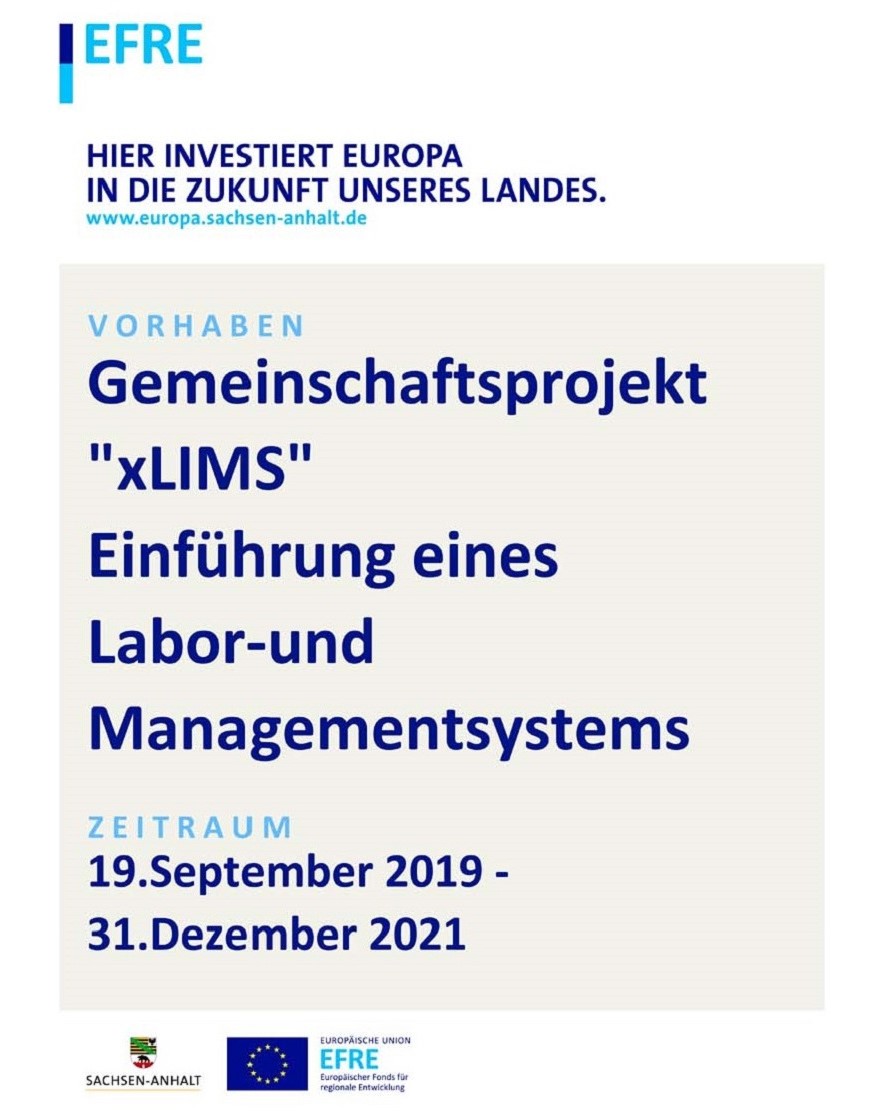 EFRE
HIER INVESTIERT EUROPA
IN DIE ZUKUNFT UNSERES LANDES.
www.europa.sachsen-anhalt.de
VORHABEN
Gemeinschaftsprojekt
"xLIMS"
Einführung eines
Labor-und
Managementsystems
ZEITRAUM
19.September 2019 -
31.Dezember 2021
SACHSEN-ANHALT
EUROPÄISCHE UNION
EFRE
Europäischer Fonds für
regionale Entwicklung